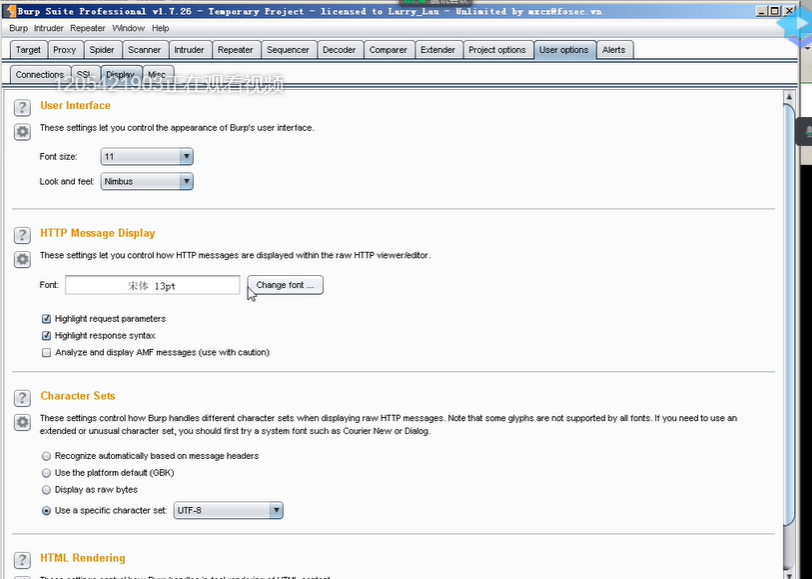 Burp Suite Professional v1.7.26 - Temporary Project - licensed to Larry_Lau - Unlimited by mxcx@fosec.vn
Burp Intruder Repeater Window Help
Target Proxy Spider Scanner Intruder Repeater Sequencer Decoder Comparer Extender Project options User options Alerts
Connections SSL Display Misc
1205421903正在观看视频
User Interface
These settings let you control the appearance of Burp's user interface.
Font size: 11
Look and feel: Nimbus
HTTP Message Display
These settings let you control how HTTP messages are displayed within the raw HTTP viewer/editor.
Font: 宋体 13pt Change font ...
Highlight request parameters
Highlight response syntax
Analyze and display AMF messages (use with caution)
Character Sets
These settings control how Burp handles different character sets when displaying raw HTTP messages. Note that some glyphs are not supported by all fonts. If you need to use an
extended or unusual character set, you should first try a system font such as Courier New or Dialog.
Recognize automatically based on message headers
Use the platform default (GBK)
Display as raw bytes
Use a specific character set: UTF-8
HTML Rendering